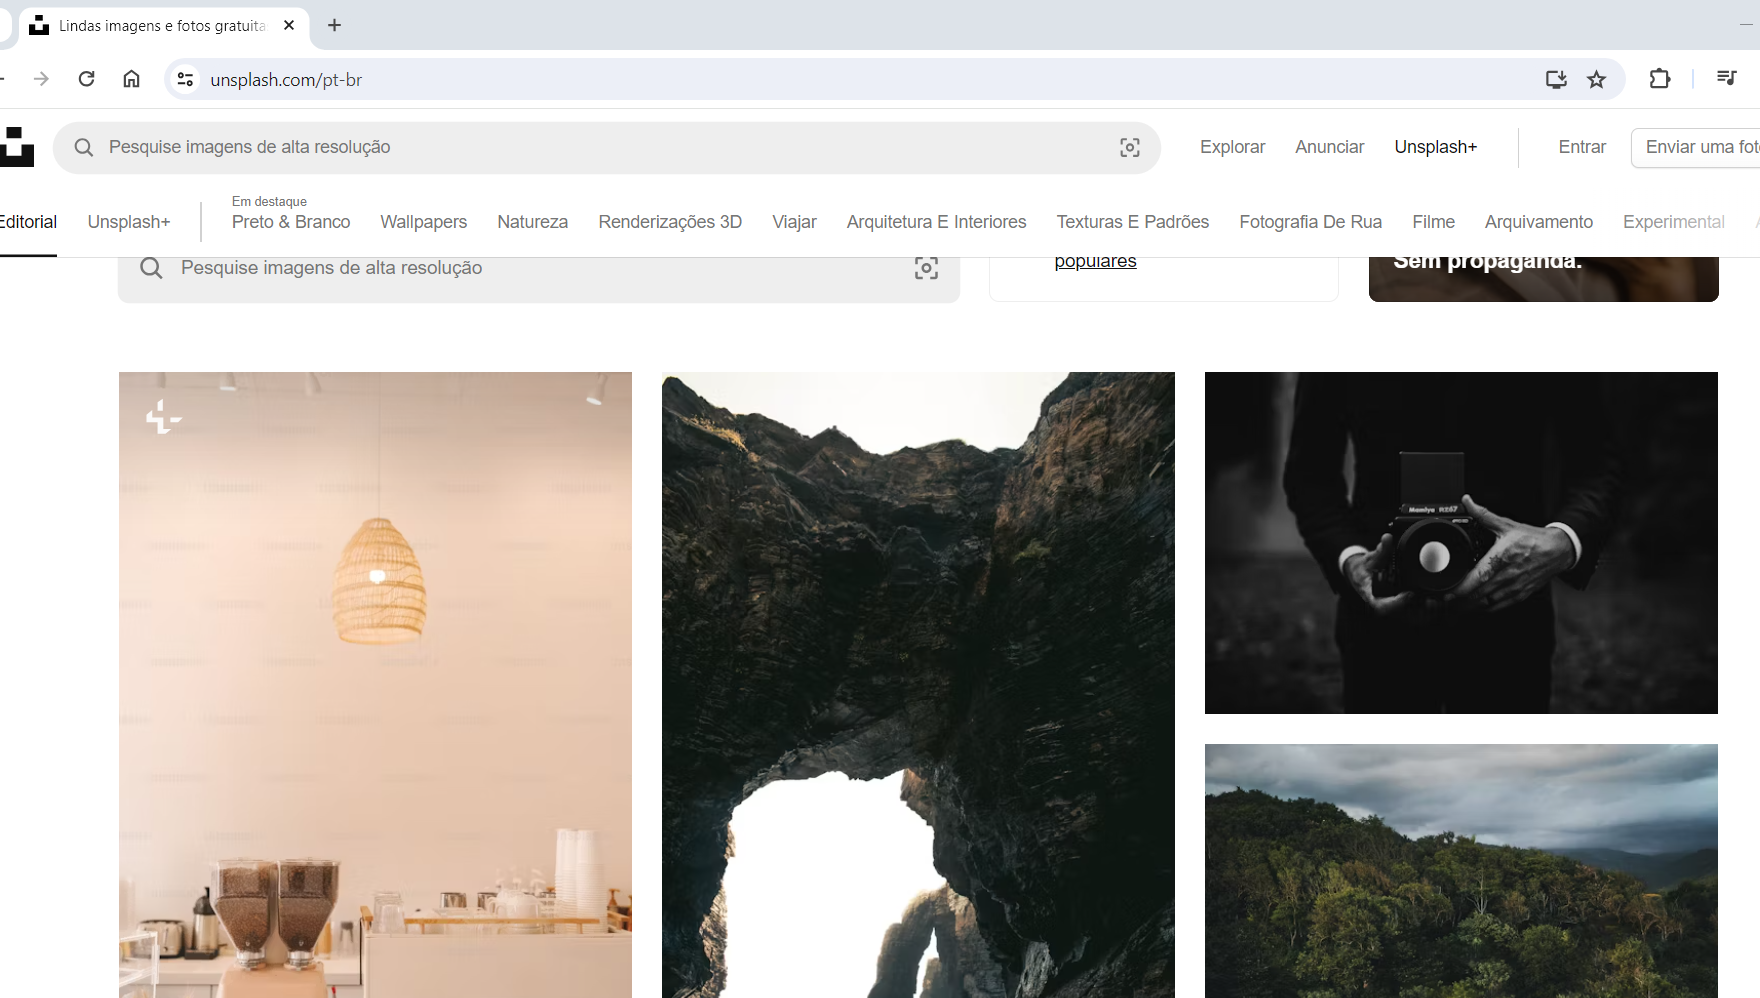 Lindas imagens e fotos gratuita
unsplash.com/pt-br
Pesquise imagens de alta resolução
Explorar Anunciar Unsplash+ Entrar Enviar uma fot
Em destaque
Editorial Unsplash+ Preto & Branco Wallpapers Natureza Renderizações 3D Viajar Arquitetura E Interiores Texturas E Padrões Fotografia De Rua Filme Arquivamento Experimental
Pesquise imagens de alta resolução
populares
Sem propaganda.
Mamiya RZ67